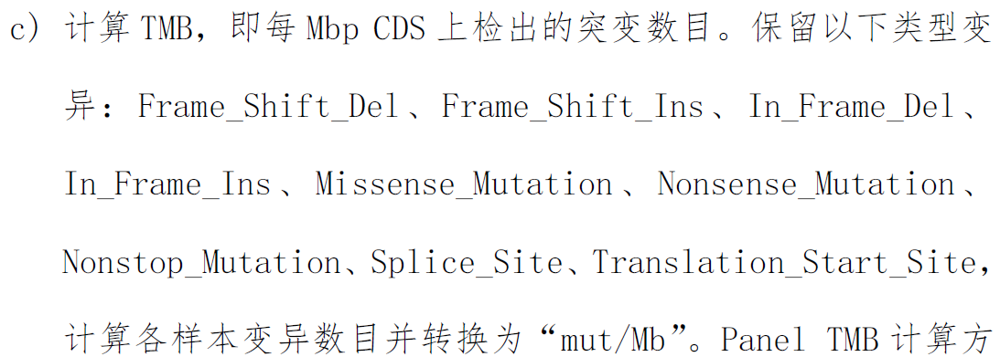 c) 计算 TMB，即每 Mbp CDS 上检出的突变数目。保留以下类型变
异：Frame_Shift_Del、Frame_Shift_Ins、In_Frame_Del、
In_Frame_Ins、Missense_Mutation、Nonsense_Mutation、
Nonstop_Mutation、Splice_Site、Translation_Start_Site，
计算各样本变异数目并转换为“mut/Mb”。Panel TMB 计算方